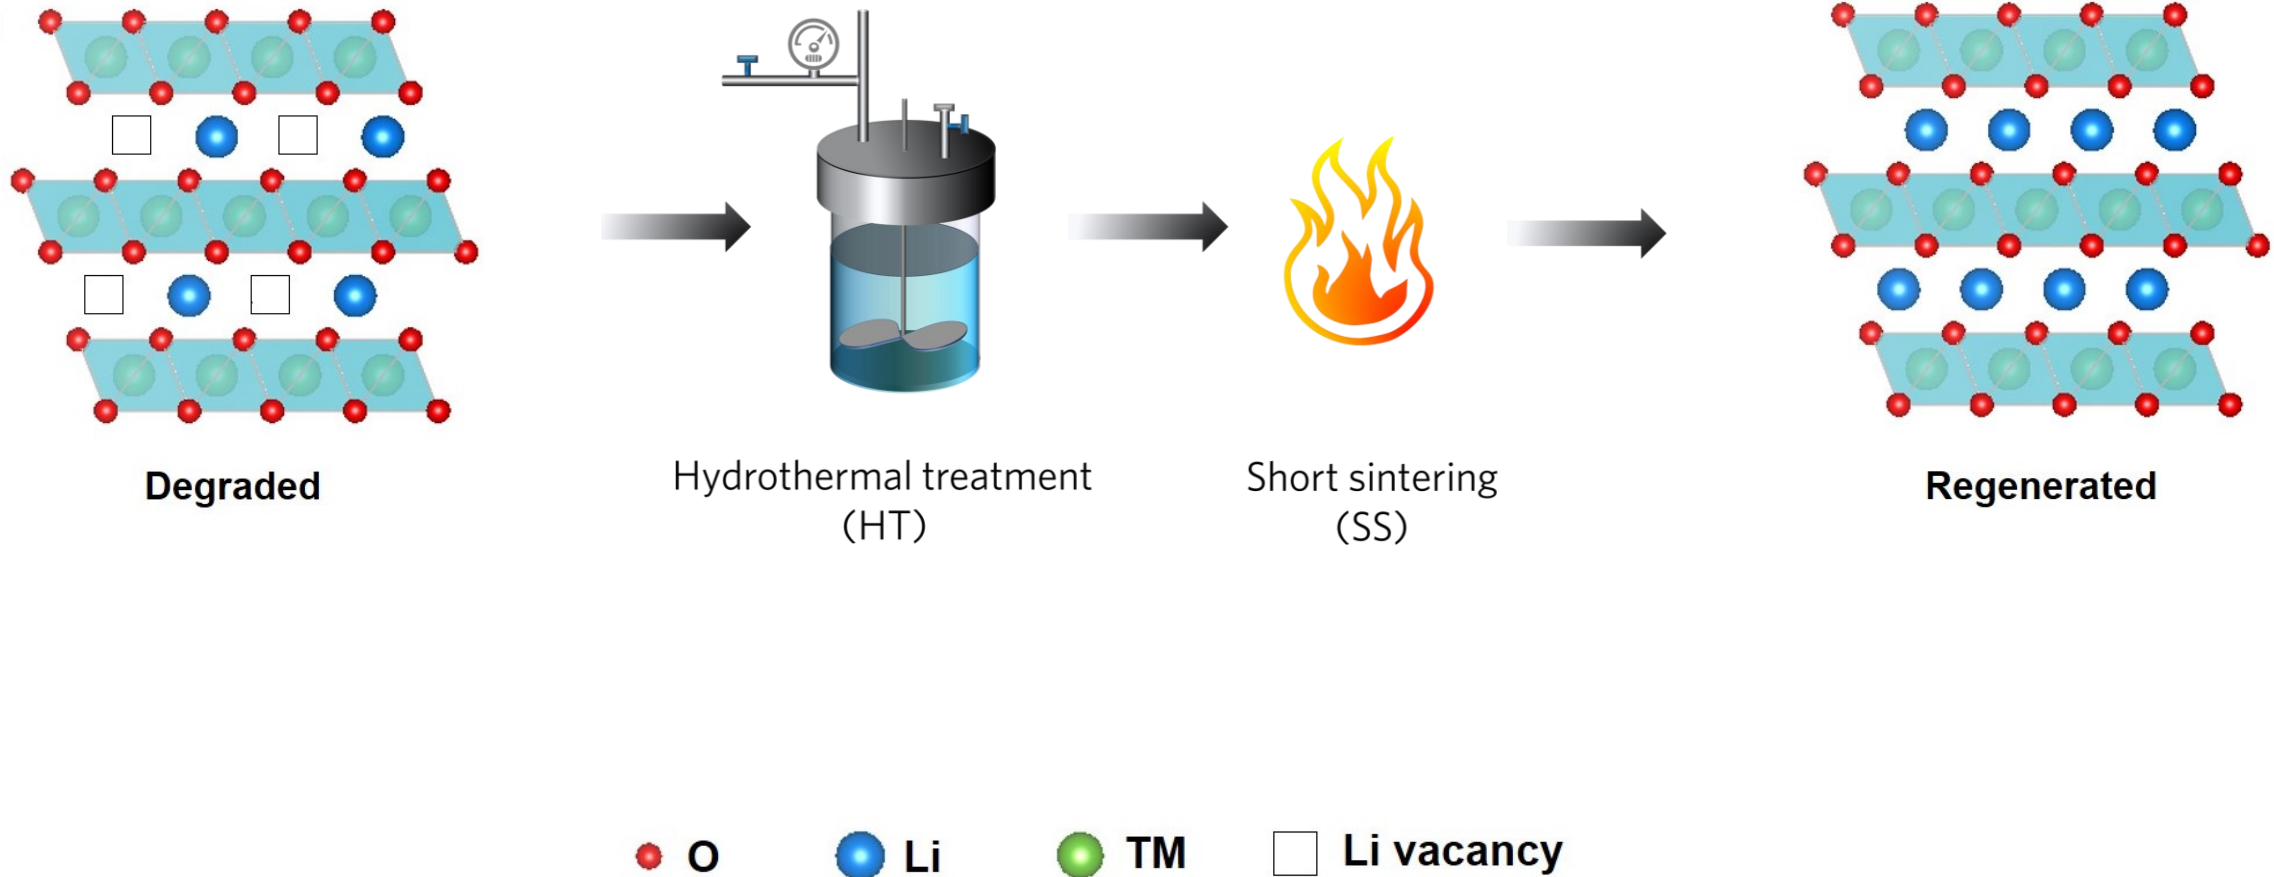 Degraded
Hydrothermal treatment
(HT)
Short sintering
(SS)
Regenerated
O
Li
TM
Li vacancy